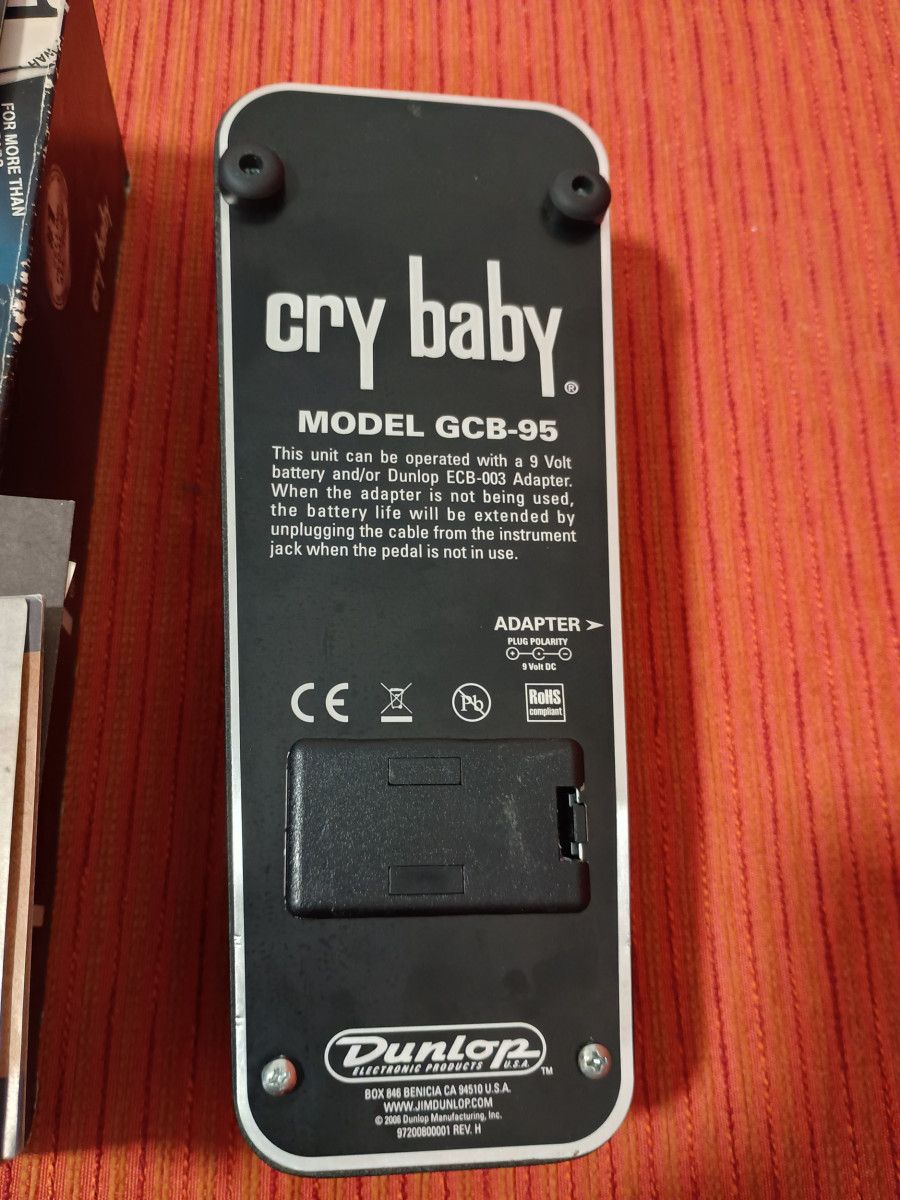 1
WAH
FOR MORE THAN
cry baby®
MODEL GCB-95
This unit can be operated with a 9 Volt
battery and/or Dunlop ECB-003 Adapter.
When the adapter is not being used,
the battery life will be extended by
unplugging the cable from the instrument
jack when the pedal is not in use.
ADAPTER
PLUG POLARITY
9 Volt DC
CE
Pb
RoHS
compliant
DUNLOP
ELECTRONIC PRODUCTS U.S.A.
TM
BOX 846 BENICIA CA 94510 U.S.A.
WWW.JIMDUNLOP.COM
© 2006 Dunlop Manufacturing, Inc.
97200800001 REV. H